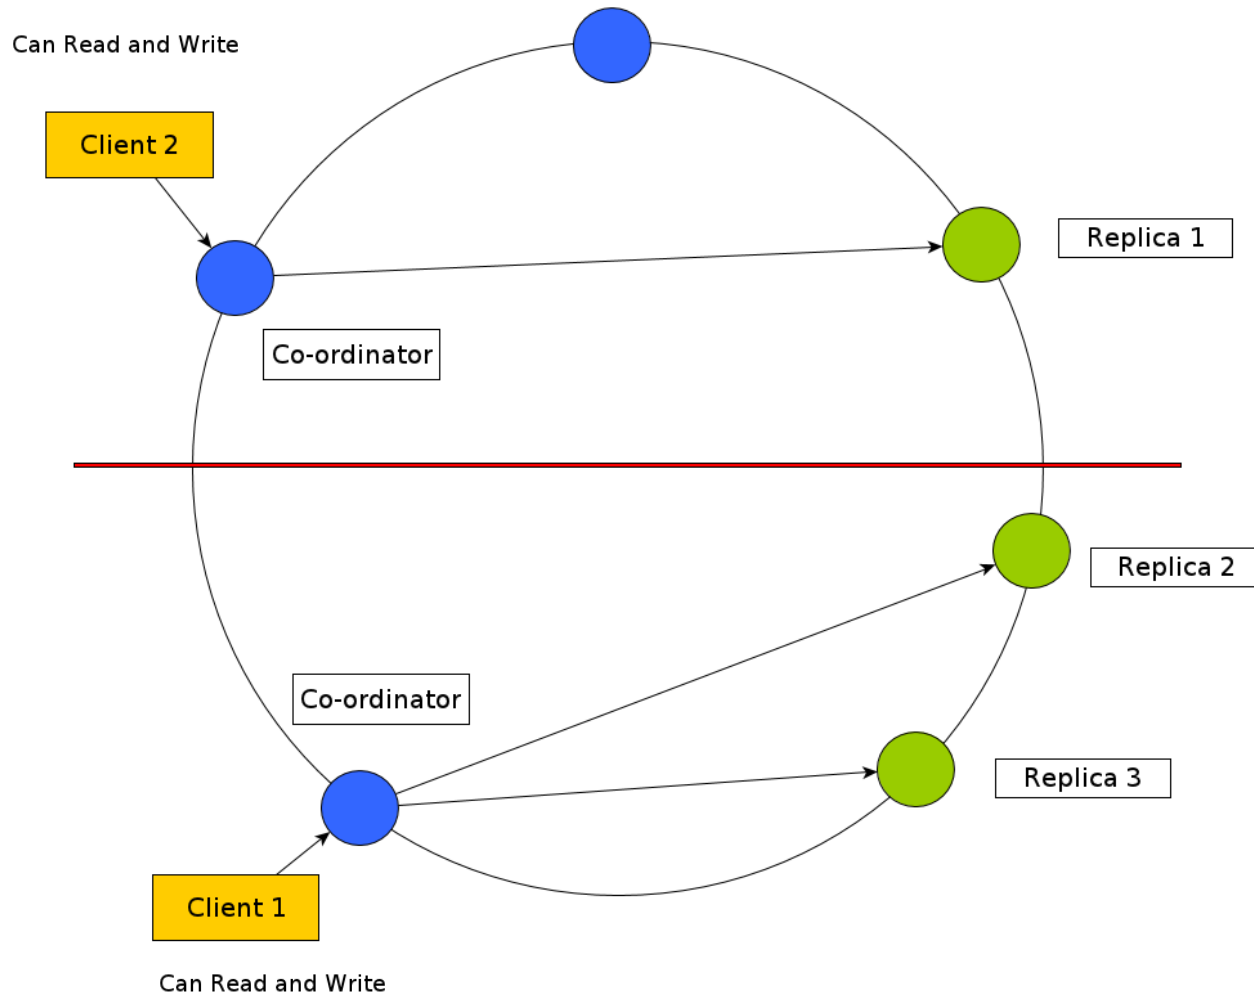 Can Read and Write
Client 2
Replica 1
Co-ordinator
Replica 2
Co-ordinator
Replica 3
Client 1
Can Read and Write